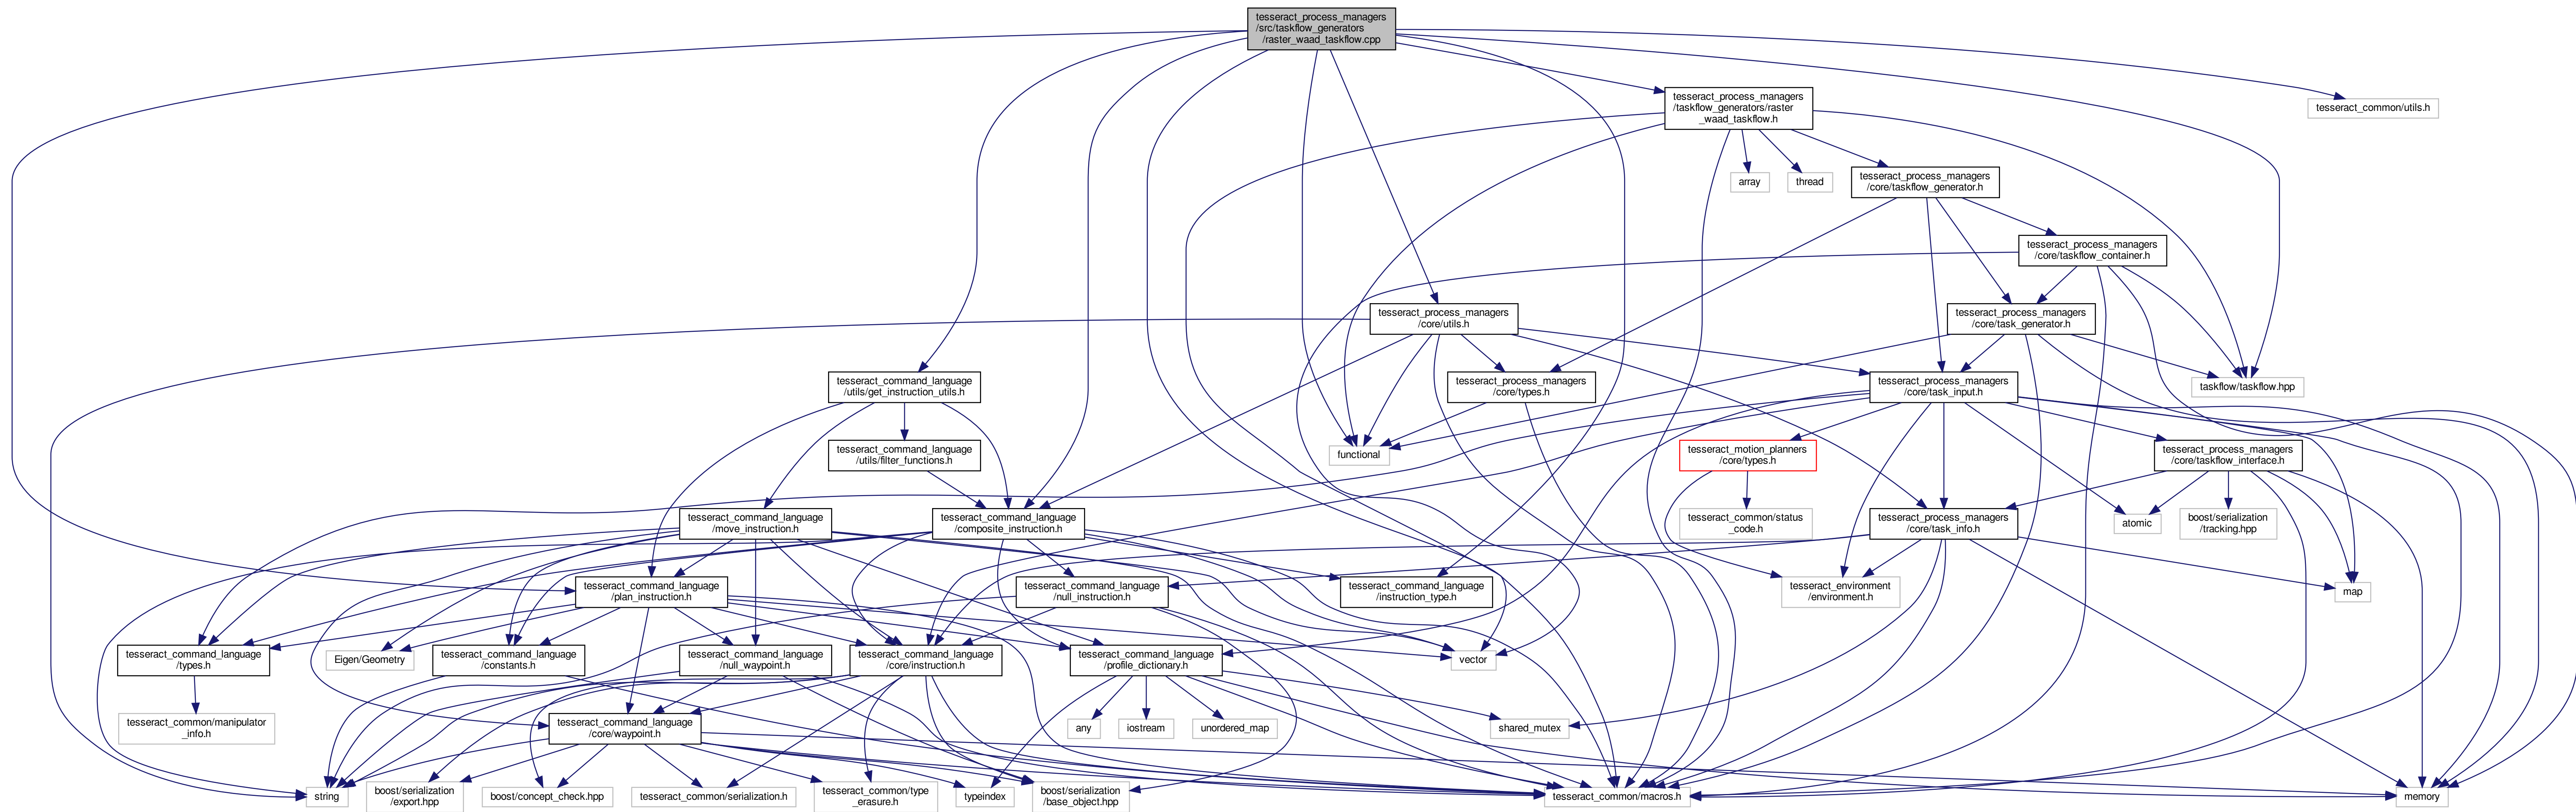 tesseract_process_managers
/src/taskflow_generators
/raster_waad_taskflow.cpp
tesseract_process_managers
/taskflow_generators/raster
_waad_taskflow.h
tesseract_common/utils.h
array
thread
tesseract_process_managers
/core/taskflow_generator.h
tesseract_process_managers
/core/taskflow_container.h
tesseract_process_managers
/core/utils.h
tesseract_process_managers
/core/task_generator.h
tesseract_command_language
/utils/get_instruction_utils.h
tesseract_process_managers
/core/types.h
tesseract_process_managers
/core/task_input.h
taskflow/taskflow.hpp
tesseract_command_language
/utils/filter_functions.h
functional
tesseract_motion_planners
/core/types.h
tesseract_process_managers
/core/taskflow_interface.h
tesseract_command_language
/move_instruction.h
tesseract_command_language
/composite_instruction.h
tesseract_common/status
_code.h
tesseract_process_managers
/core/task_info.h
atomic
boost/serialization
/tracking.hpp
tesseract_command_language
/plan_instruction.h
tesseract_command_language
/null_instruction.h
tesseract_command_language
/instruction_type.h
tesseract_environment
/environment.h
map
tesseract_command_language
/types.h
Eigen/Geometry
tesseract_command_language
/constants.h
tesseract_command_language
/null_waypoint.h
tesseract_command_language
/core/instruction.h
tesseract_command_language
/profile_dictionary.h
vector
tesseract_common/manipulator
_info.h
tesseract_command_language
/core/waypoint.h
any
iostream
unordered_map
shared_mutex
string
boost/serialization
/export.hpp
boost/concept_check.hpp
tesseract_common/serialization.h
tesseract_common/type
_erasure.h
typeindex
boost/serialization
/base_object.hpp
tesseract_common/macros.h
memory